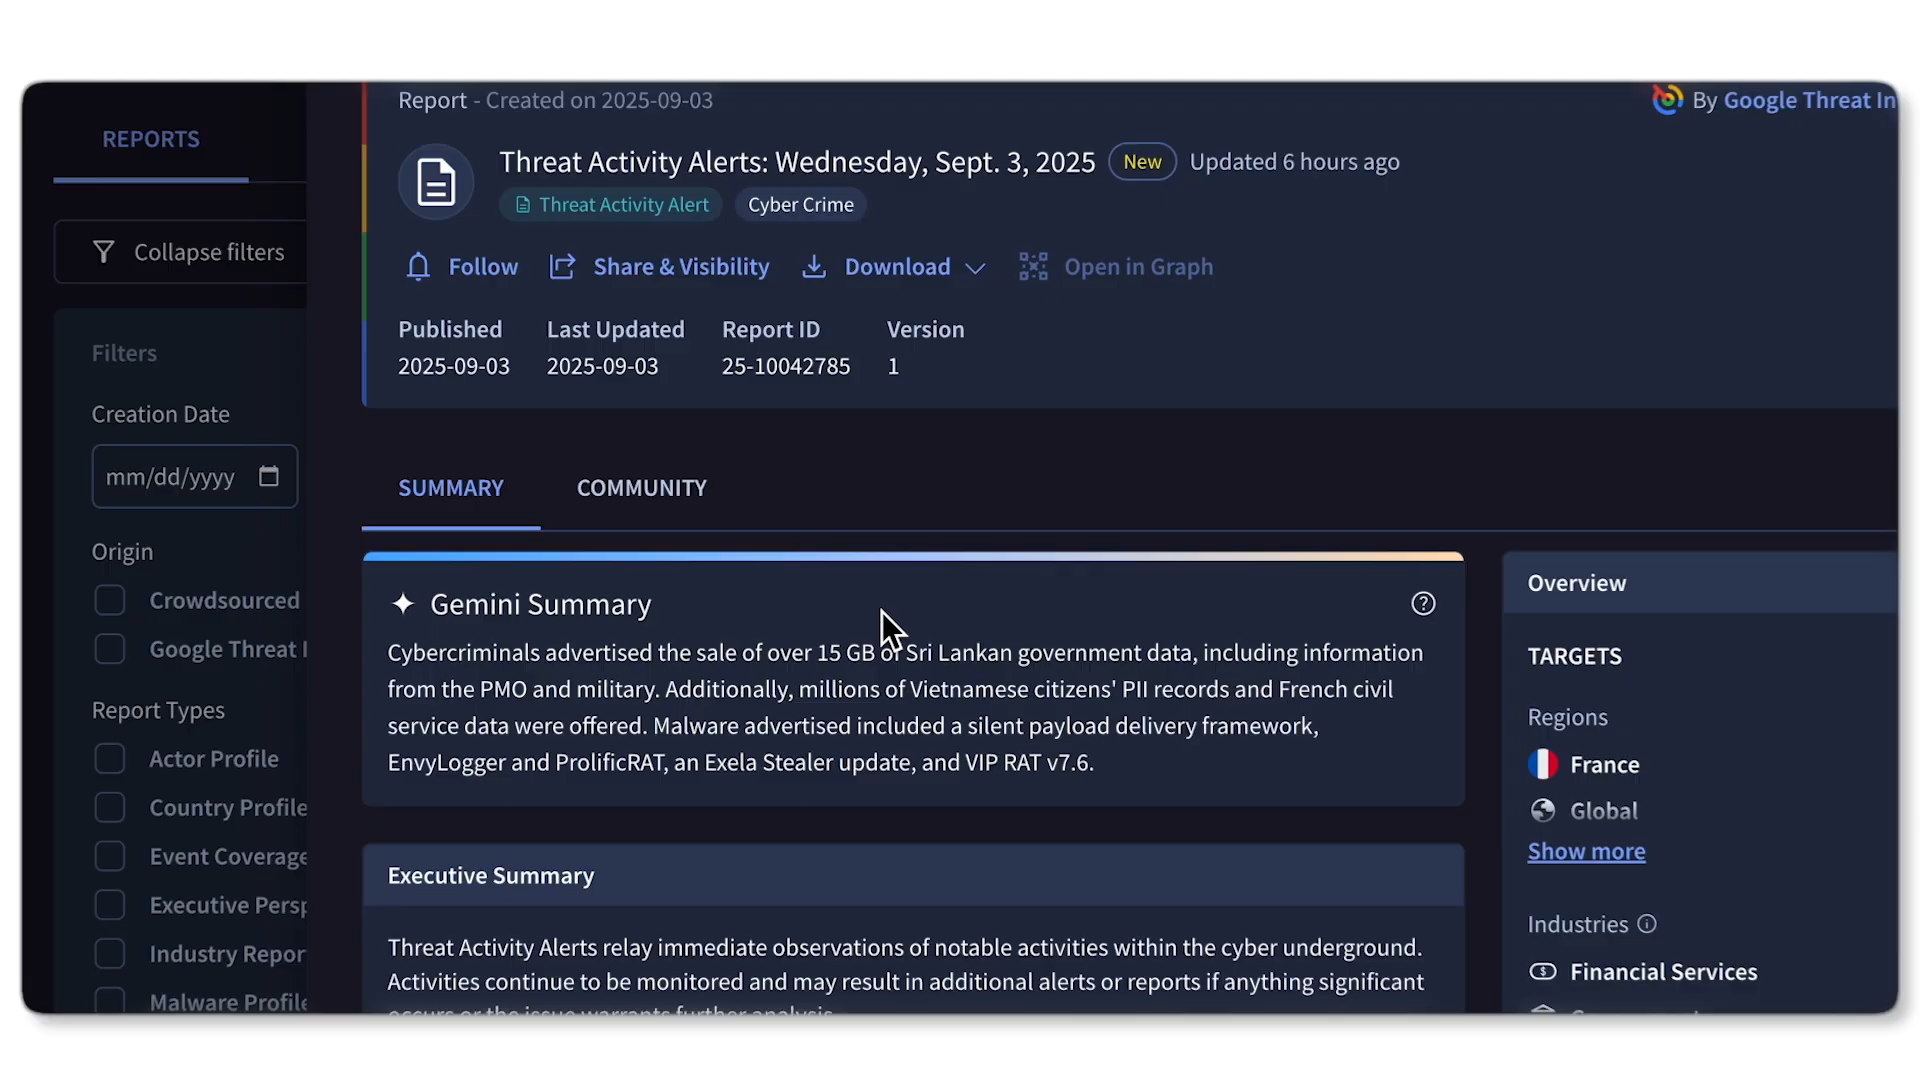 REPORTS
Collapse filters
Filters
Creation Date
mm/dd/yyyy
Origin
Crowdsourced
Google Threat
Report Types
Actor Profile
Country Profile
Event Coverage
Executive
Industry
Malware Profile
Report - Created on 2025-09-03
By Google Threat
Threat Activity Alerts: Wednesday, Sept. 3, 2025 New Updated 6 hours ago
Threat Activity Alert Cyber Crime
Follow Share & Visibility Download Open in Graph
Published Last Updated Report ID Version
2025-09-03 2025-09-03 25-10042785 1
SUMMARY COMMUNITY
Gemini Summary
Cybercriminals advertised the sale of over 15 GB of Sri Lankan government data, including information
from the PMO and military. Additionally, millions of Vietnamese citizens' PII records and French civil
service data were offered. Malware advertised included a silent payload delivery framework,
EnvyLogger and ProlificRAT, an Exela Stealer update, and VIP RAT v7.6.
Executive Summary
Threat Activity Alerts relay immediate observations of notable activities within the cyber underground.
Activities continue to be monitored and may result in additional alerts or reports if anything significant
occurs or the issue warrants further analysis.
Overview
TARGETS
Regions
France
Global
Show more
Industries
Financial Services